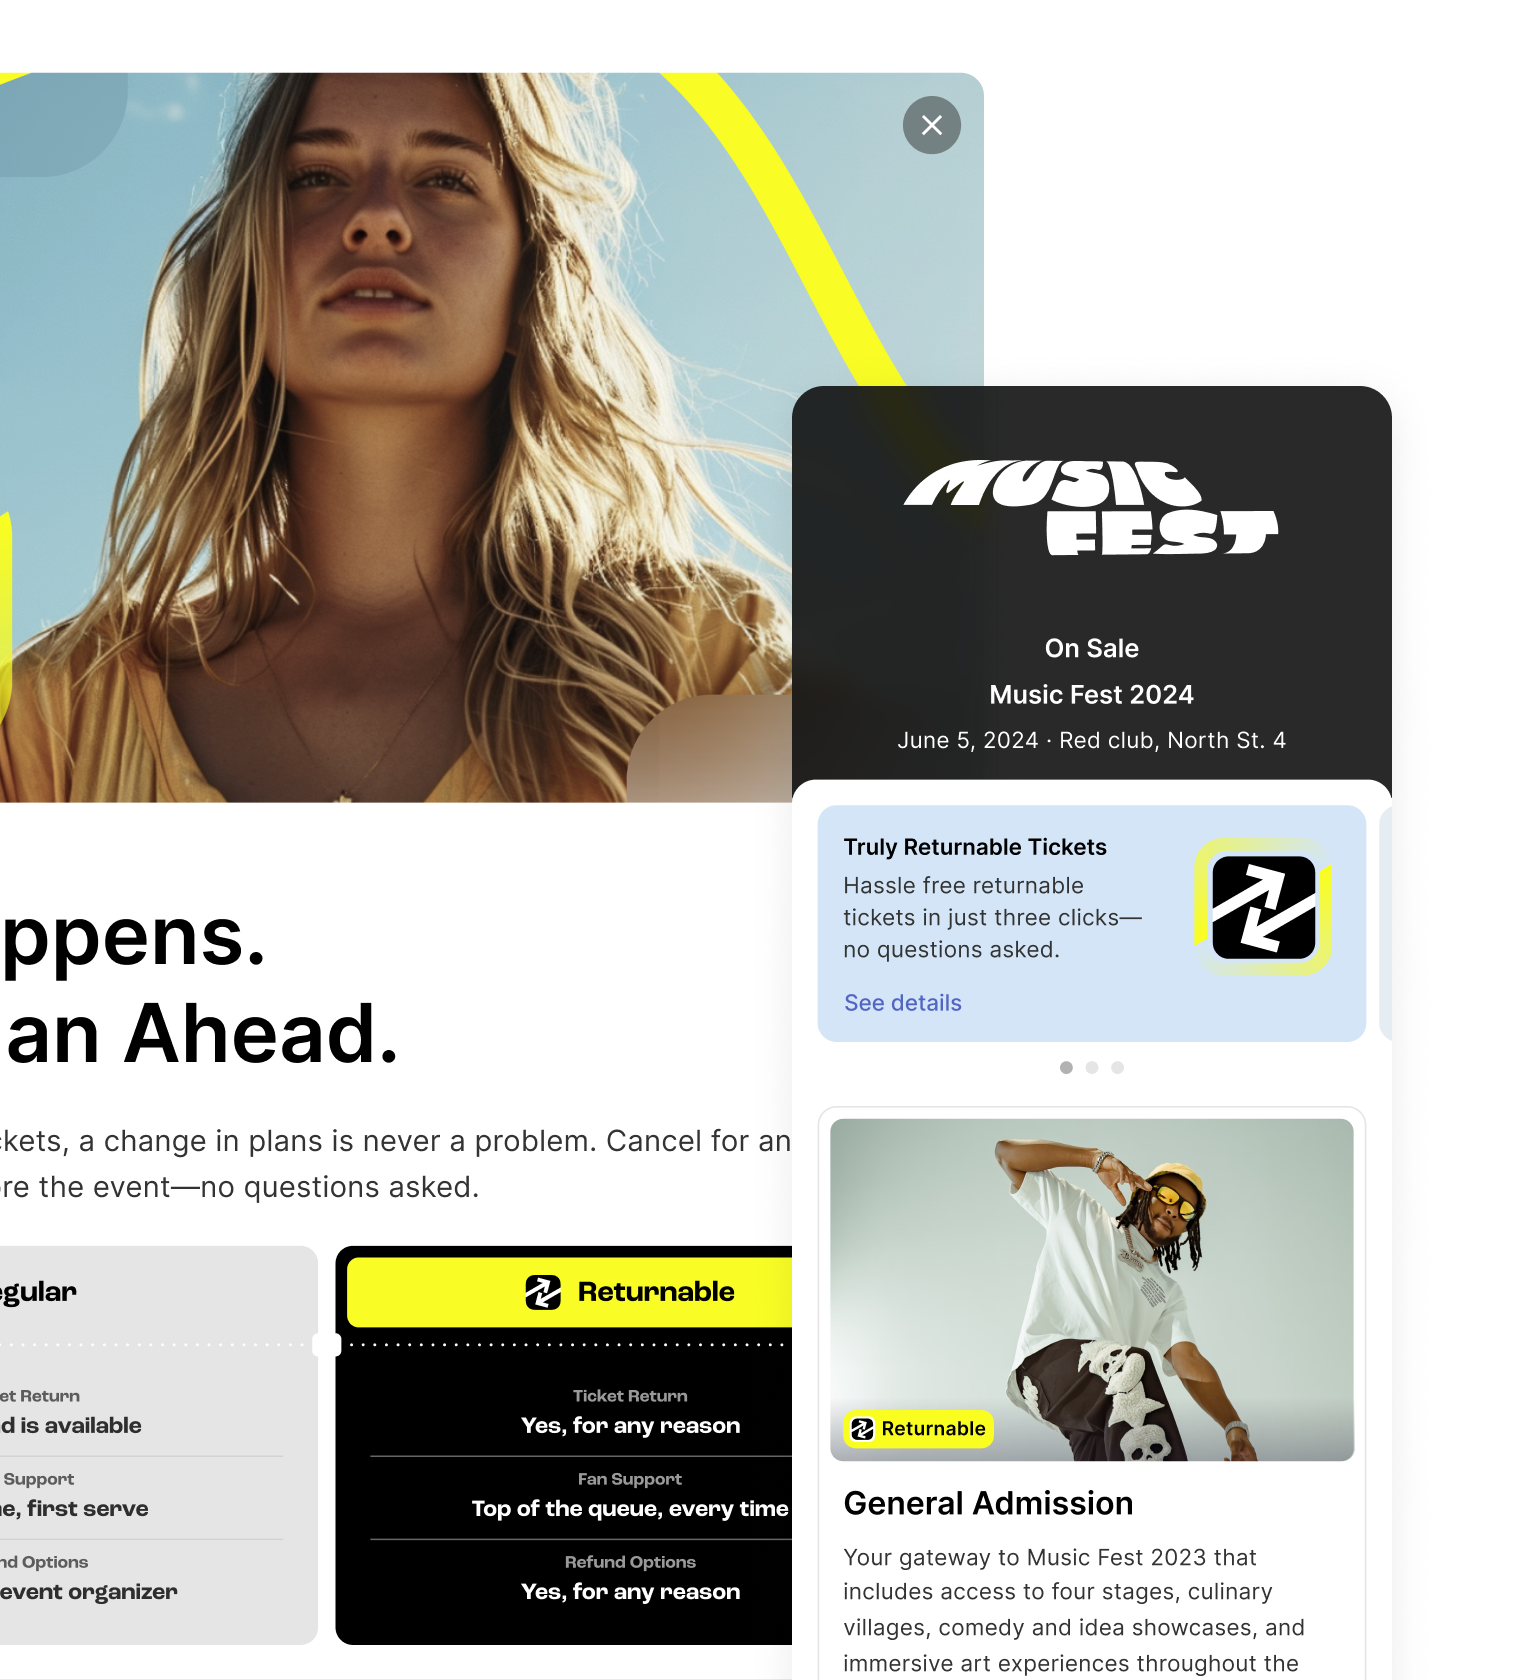 MUSIC
FEST
On Sale
Music Fest 2024
June 5, 2024 · Red club, North St. 4
Truly Returnable Tickets
Hassle free returnable
tickets in just three clicks—
no questions asked.
See details
Returnable
General Admission
Your gateway to Music Fest 2023 that
includes access to four stages, culinary
villages, comedy and idea showcases, and
immersive art experiences throughout the
ppens.
an Ahead.
ckets, a change in plans is never a problem. Cancel for an
re the event—no questions asked.
egular
et Return
d is available
Support
e, first serve
nd Options
event organizer
Returnable
Ticket Return
Yes, for any reason
Fan Support
Top of the queue, every time
Refund Options
Yes, for any reason